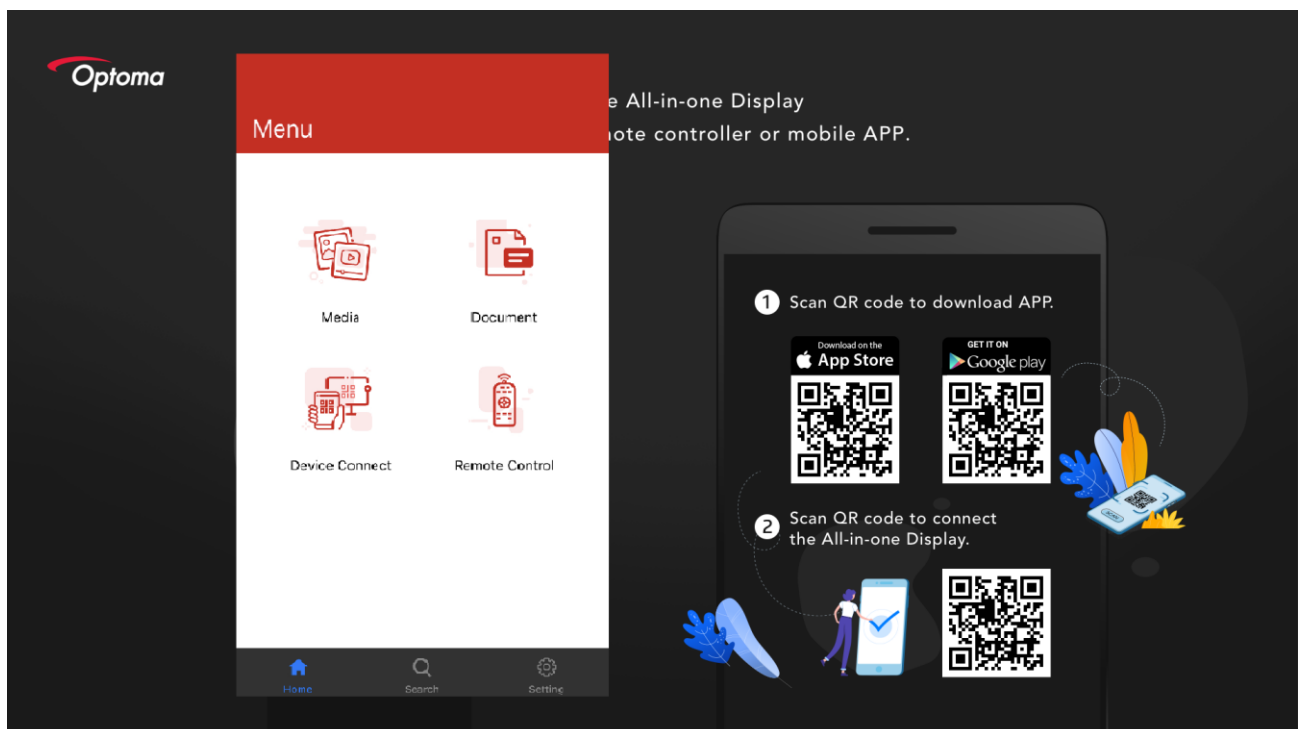 Optoma
e All-in-one Display
ote controller or mobile APP.
Menu
Media
Document
Device Connect
Remote Control
Home
Search
Setting
1 Scan QR code to download APP.
Download on the
App Store
GET IT ON
Google play
2 Scan QR code to connect
the All-in-one Display.